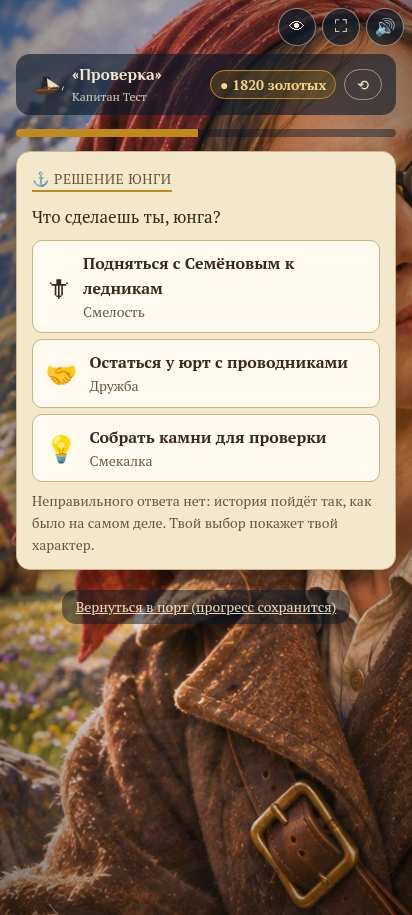 «Проверка»
Капитан Тест
● 1820 золотых
⚓ РЕШЕНИЕ ЮНГИ
Что сделаешь ты, юнга?
Подняться с Семёновым к
ледникам
Смелость
Остаться у юрт с проводниками
Дружба
Собрать камни для проверки
Смекалка
Неправильного ответа нет: история пойдёт так, как
было на самом деле. Твой выбор покажет твой
характер.
Вернуться в порт (прогресс сохранится)